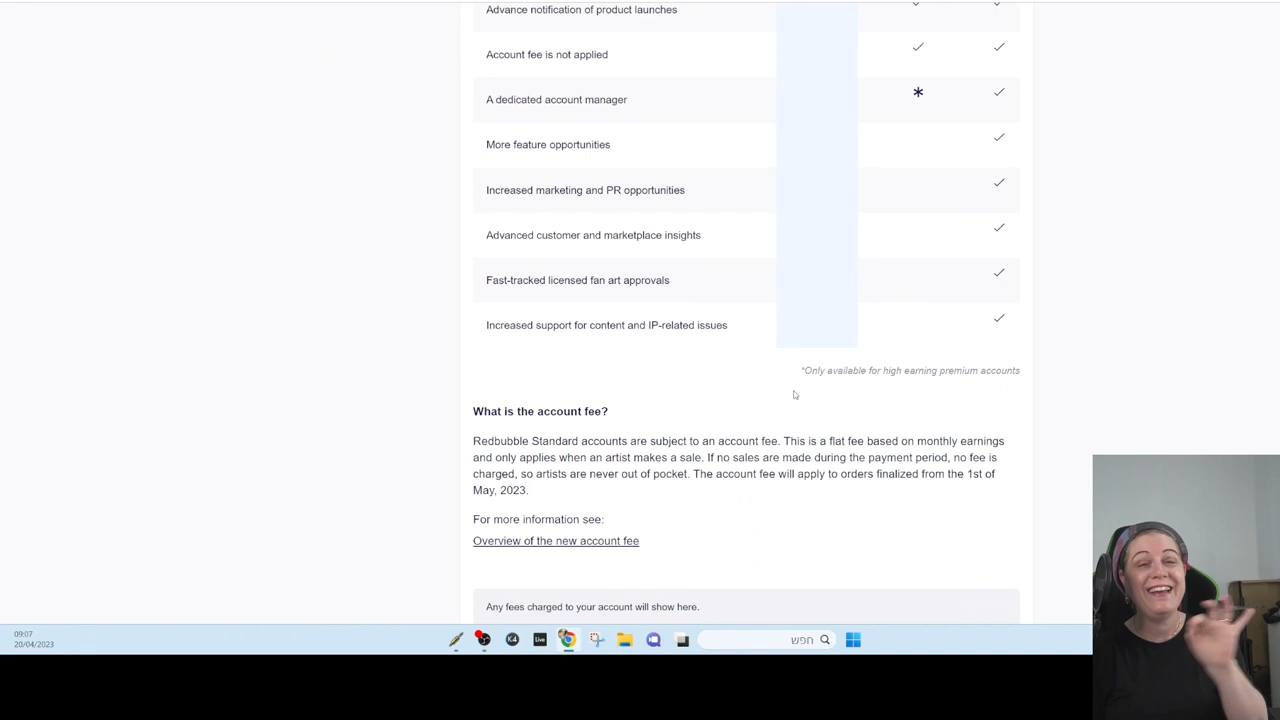 Advance notification of product launches
Account fee is not applied
A dedicated account manager
*
More feature opportunities
Increased marketing and PR opportunities
Advanced customer and marketplace insights
Fast-tracked licensed fan art approvals
Increased support for content and IP-related issues
*Only available for high earning premium accounts
What is the account fee?
Redbubble Standard accounts are subject to an account fee. This is a flat fee based on monthly earnings
and only applies when an artist makes a sale. If no sales are made during the payment period, no fee is
charged, so artists are never out of pocket. The account fee will apply to orders finalized from the 1st of
May, 2023.
For more information see:
Overview of the new account fee
Any fees charged to your account will show here.
09:07
20/04/2023
K4
Live
חפש